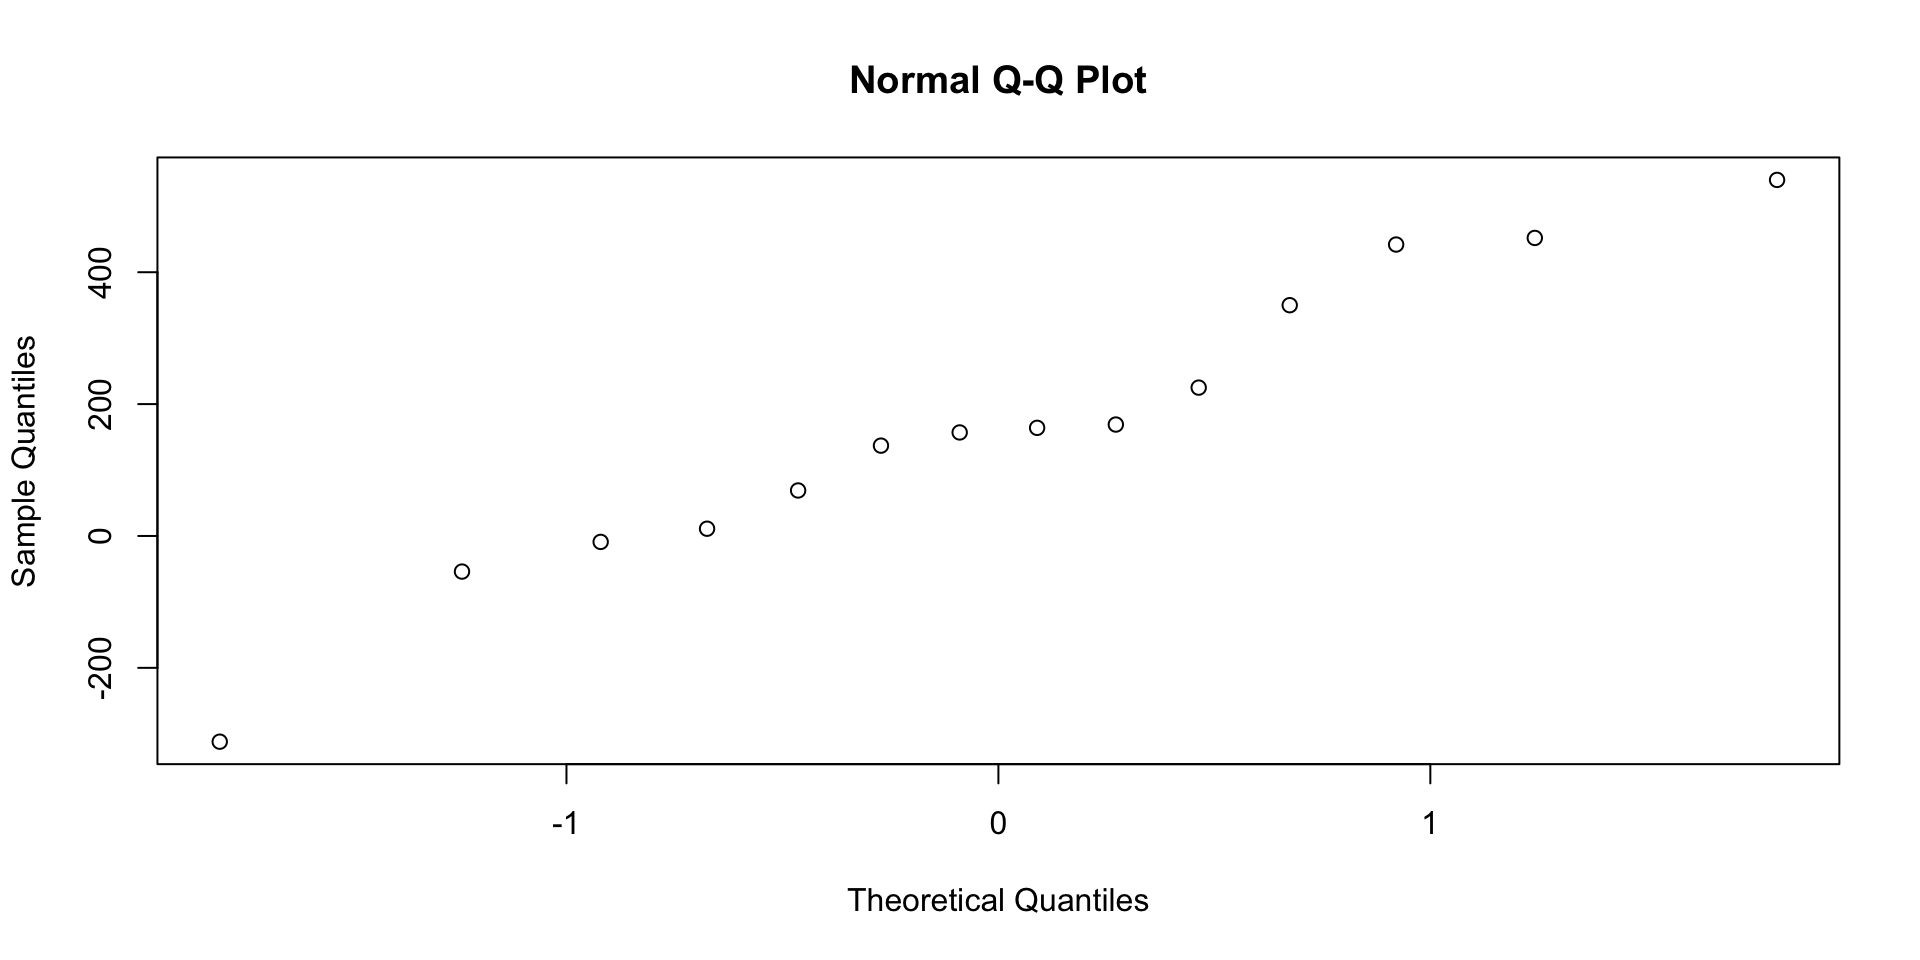 Normal Q-Q Plot
Sample Quantiles
400
200
0
-200
-1 0 1
Theoretical Quantiles